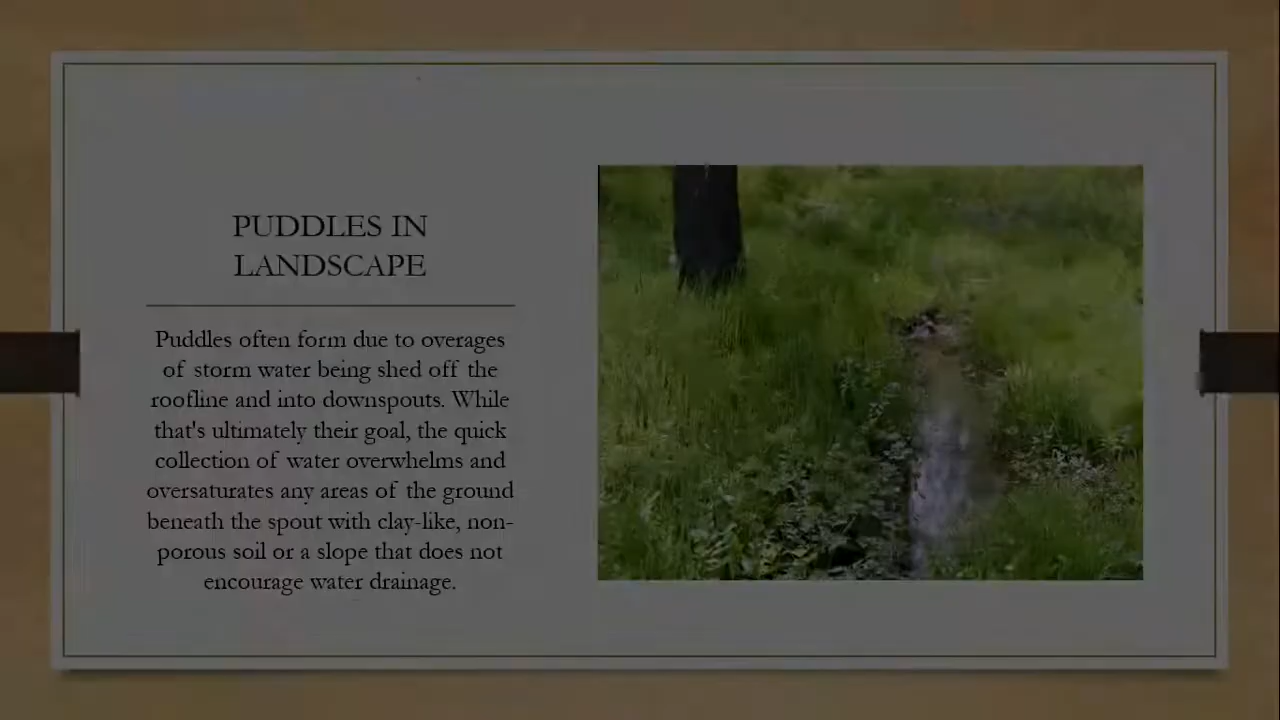 PUDDLES IN
LANDSCAPE
Puddles often form due to overages
of storm water being shed off the
roofline and into downspouts. While
that's ultimately their goal, the quick
collection of water overwhelms and
oversaturates any areas of the ground
beneath the spout with clay-like, non-
porous soil or a slope that does not
encourage water drainage.